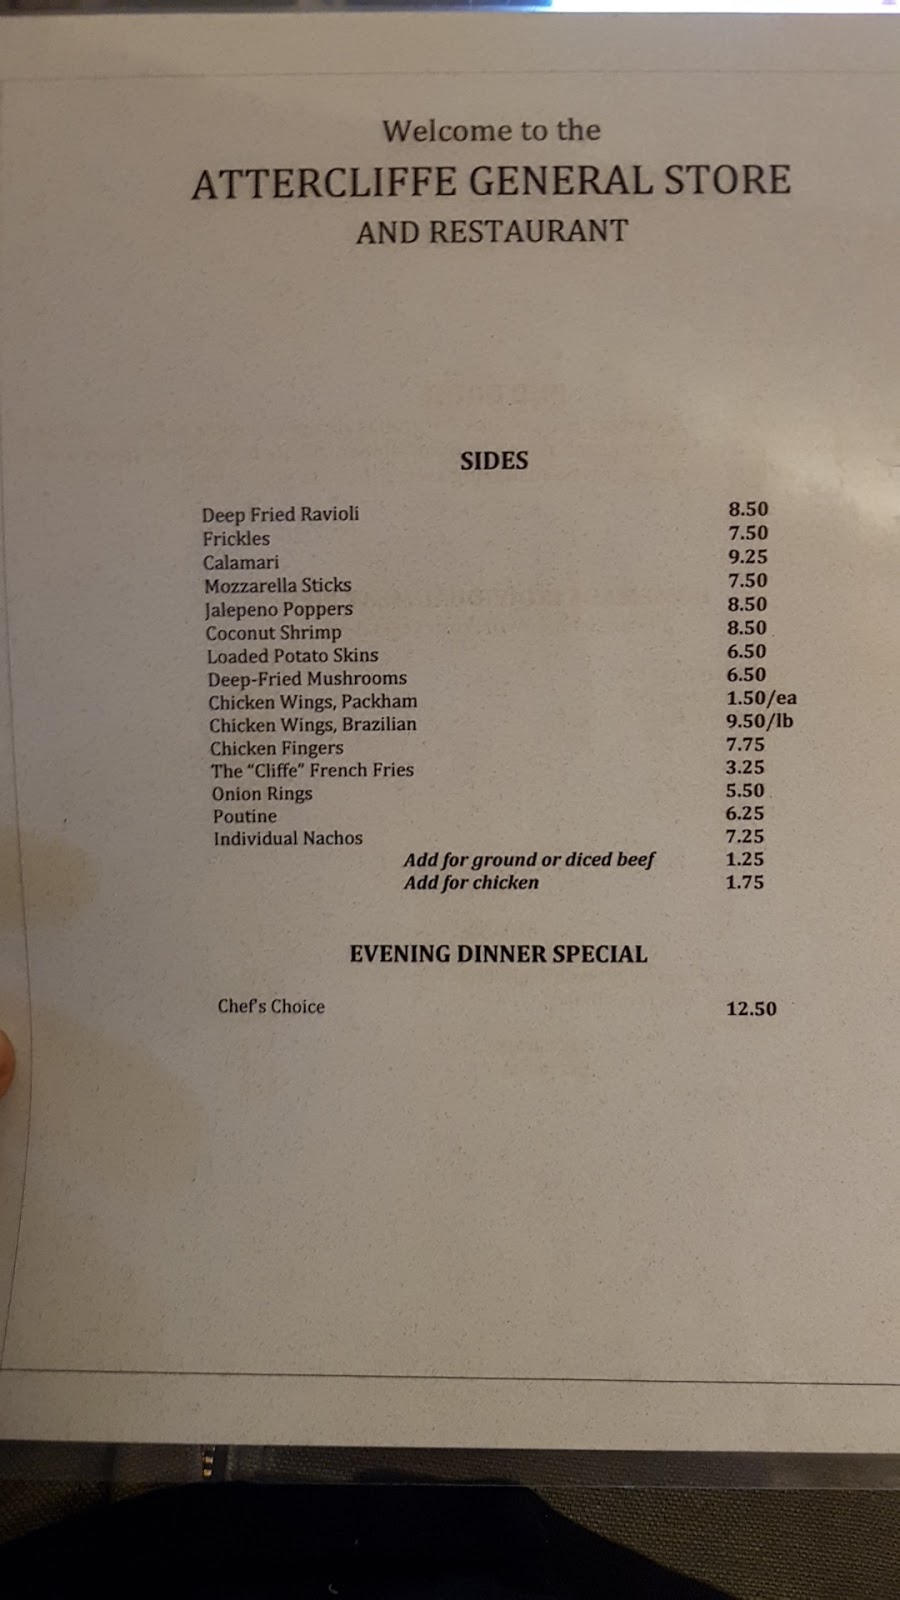 Welcome to the
ATTERCLIFFE GENERAL STORE
AND RESTAURANT
SIDES
Deep Fried Ravioli 8.50
Frickles 7.50
Calamari 9.25
Mozzarella Sticks 7.50
Jalepeno Poppers 8.50
Coconut Shrimp 8.50
Loaded Potato Skins 6.50
Deep-Fried Mushrooms 6.50
Chicken Wings, Packham 1.50/ea
Chicken Wings, Brazilian 9.50/lb
Chicken Fingers 7.75
The "Cliffe" French Fries 3.25
Onion Rings 5.50
Poutine 6.25
Individual Nachos 7.25
Add for ground or diced beef 1.25
Add for chicken 1.75
EVENING DINNER SPECIAL
Chef's Choice 12.50